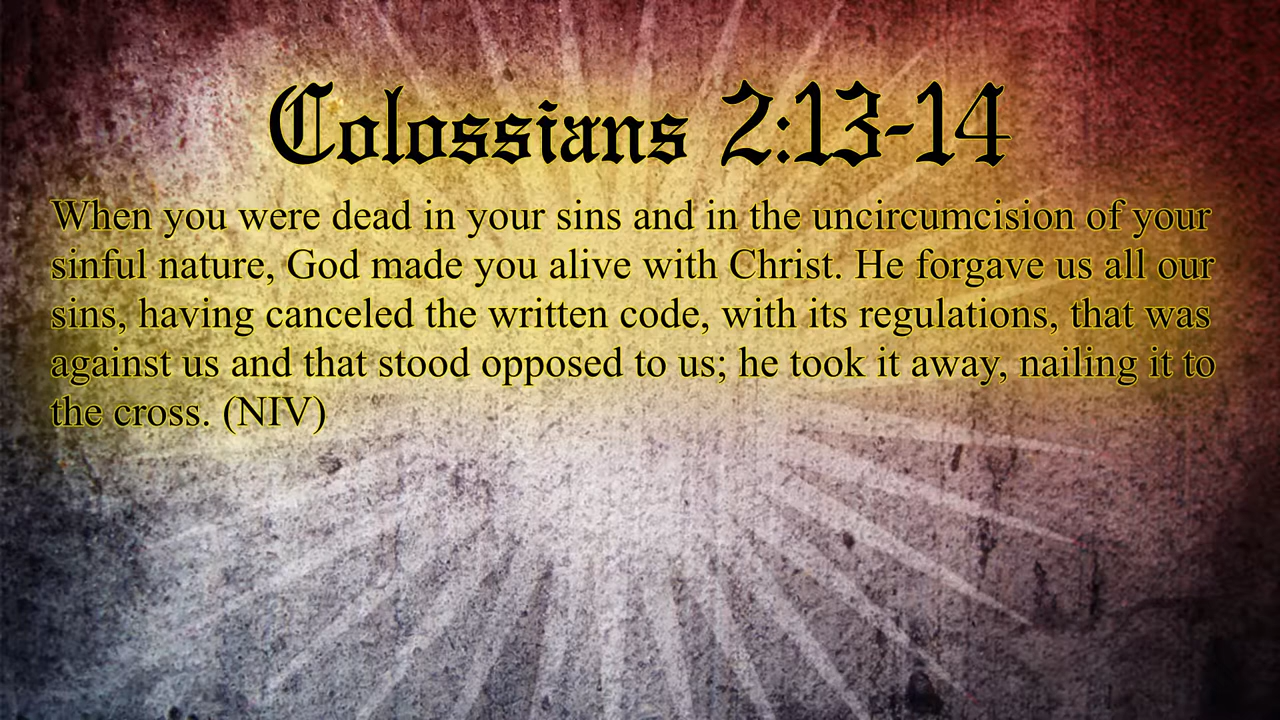 Colossians 2:13-14
When you were dead in your sins and in the uncircumcision of your
sinful nature, God made you alive with Christ. He forgave us all our
sins, having canceled the written code, with its regulations, that was
against us and that stood opposed to us; he took it away, nailing it to
the cross. (NIV)